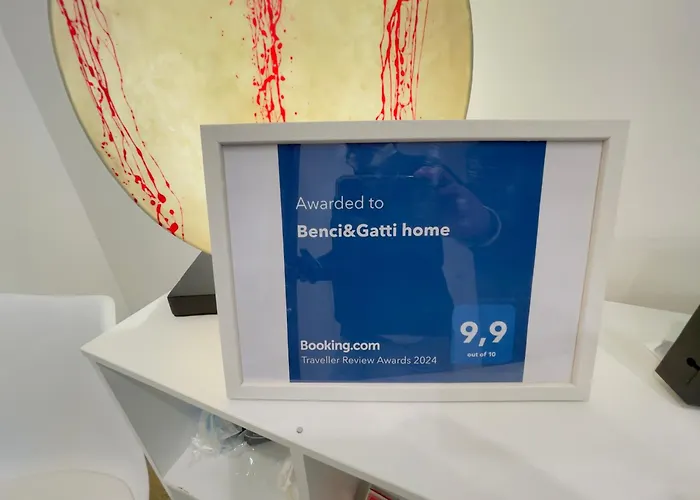 Awarded to
Benci&Gatti home
Booking.com
Traveller Review Awards 2024
9,9
out of 10